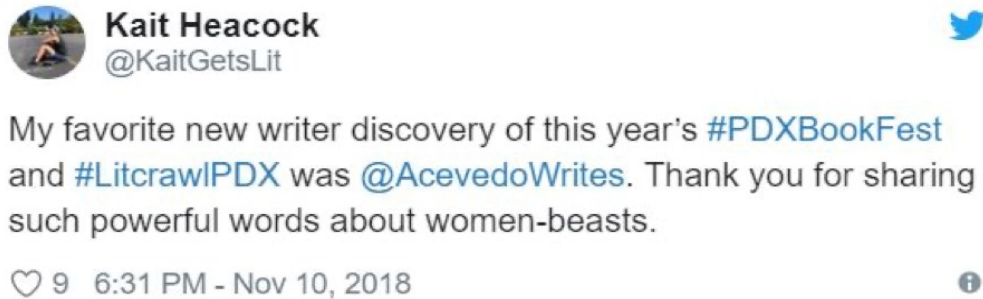 Kait Heacock
@KaitGetsLit
My favorite new writer discovery of this year’s #PDXBookFest
and #LitcrawlPDX was @AcevedoWrites. Thank you for sharing
such powerful words about women-beasts.
9 6:31 PM - Nov 10, 2018